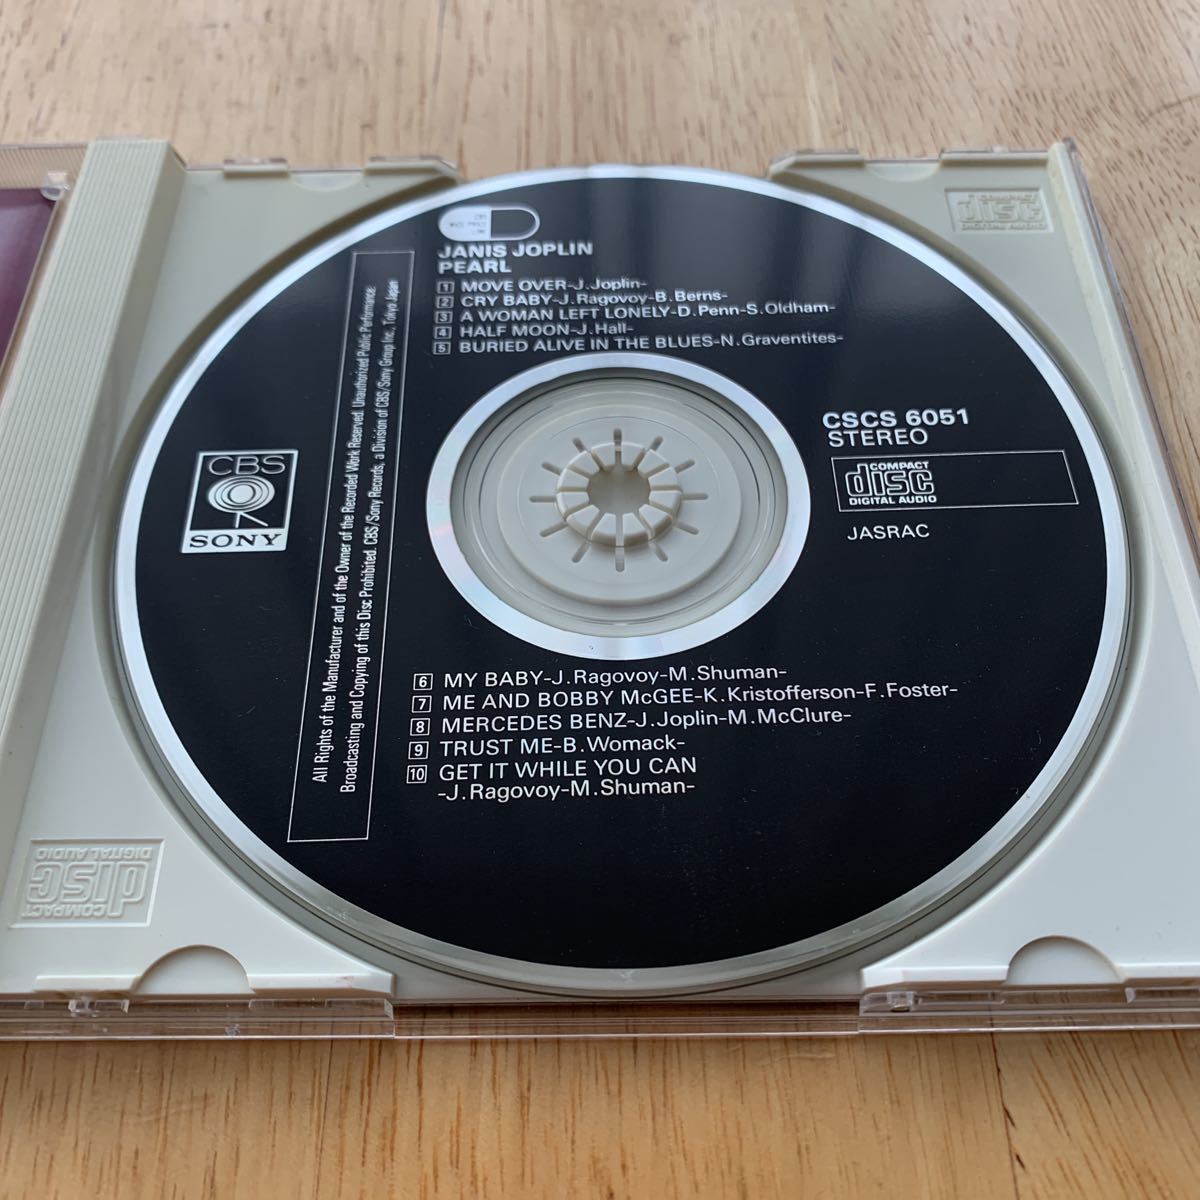 JANIS JOPLIN
PEARL
1 MOVE OVER-J.Joplin-
2 CRY BABY-J.Ragovoy-B.Berns-
3 A WOMAN LEFT LONELY-D.Penn-S.Oldham-
4 HALF MOON-J.Hall-
5 BURIED ALIVE IN THE BLUES-N.Graventites-
CSCS 6051
STEREO
COMPACT
disc
DIGITAL AUDIO
JASRAC
CBS
SONY
All Rights of the Manufacturer and of the Owner of the Recorded Work Reserved. Unauthorized Public Performance
Broadcasting and Copying of this Disc Prohibited. CBS/Sony Records, a Division of CBS/Sony Group Inc., Tokyo Japan
6 MY BABY-J.Ragovoy-M.Shuman-
7 ME AND BOBBY McGEE-K.Kristofferson-F.Foster-
8 MERCEDES BENZ-J.Joplin-M.McClure-
9 TRUST ME-B.Womack-
10 GET IT WHILE YOU CAN
-J.Ragovoy-M.Shuman-
COMPACT
disc
DIGITAL AUDIO
COMPACT
disc
DIGITAL AUDIO